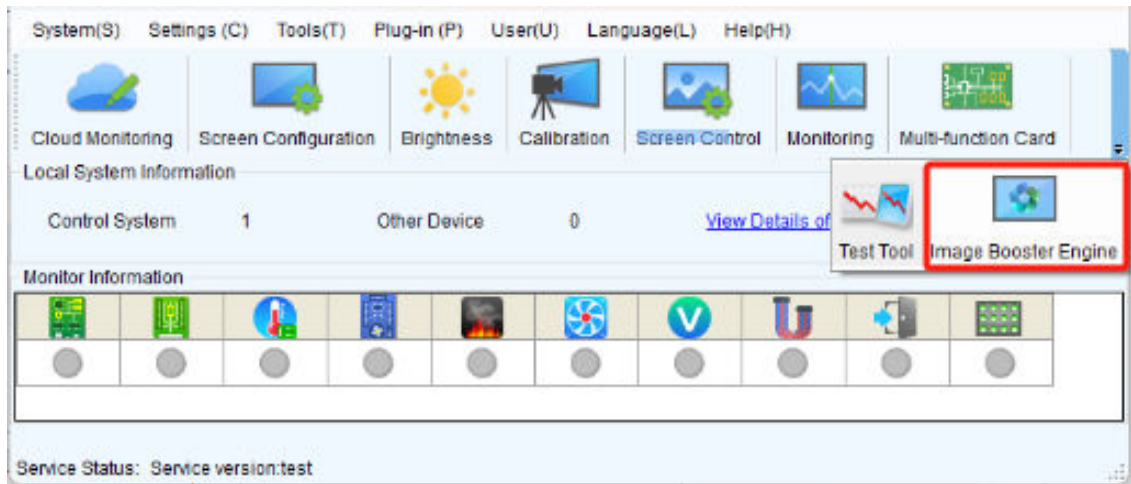 System(S) Settings (C) Tools(T) Plug-in (P) User(U) Language(L) Help(H)
Cloud Monitoring Screen Configuration Brightness Calibration Screen Control Monitoring Multi-function Card
Local System Information
Control System 1 Other Device 0 View Details of
Test Tool Image Booster Engine
Monitor Information
Service Status: Service version:test